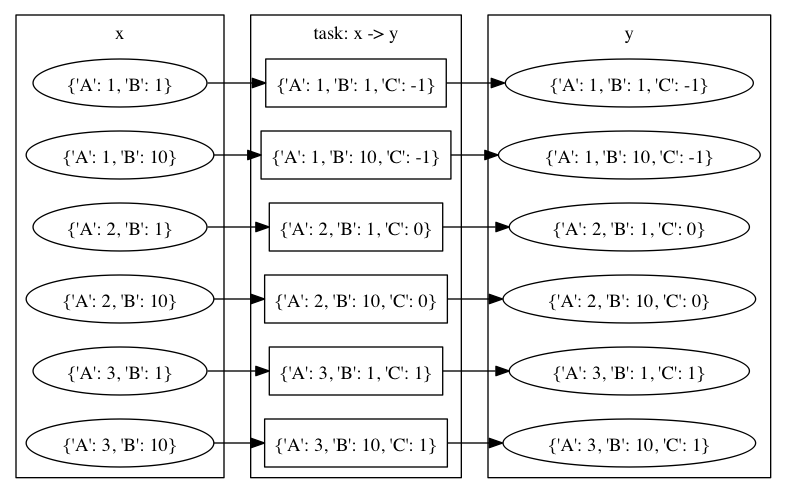 x
task: x -> y
y
{'A': 1, 'B': 1}
{'A': 1, 'B': 1, 'C': -1}
{'A': 1, 'B': 1, 'C': -1}
{'A': 1, 'B': 10}
{'A': 1, 'B': 10, 'C': -1}
{'A': 1, 'B': 10, 'C': -1}
{'A': 2, 'B': 1}
{'A': 2, 'B': 1, 'C': 0}
{'A': 2, 'B': 1, 'C': 0}
{'A': 2, 'B': 10}
{'A': 2, 'B': 10, 'C': 0}
{'A': 2, 'B': 10, 'C': 0}
{'A': 3, 'B': 1}
{'A': 3, 'B': 1, 'C': 1}
{'A': 3, 'B': 1, 'C': 1}
{'A': 3, 'B': 10}
{'A': 3, 'B': 10, 'C': 1}
{'A': 3, 'B': 10, 'C': 1}